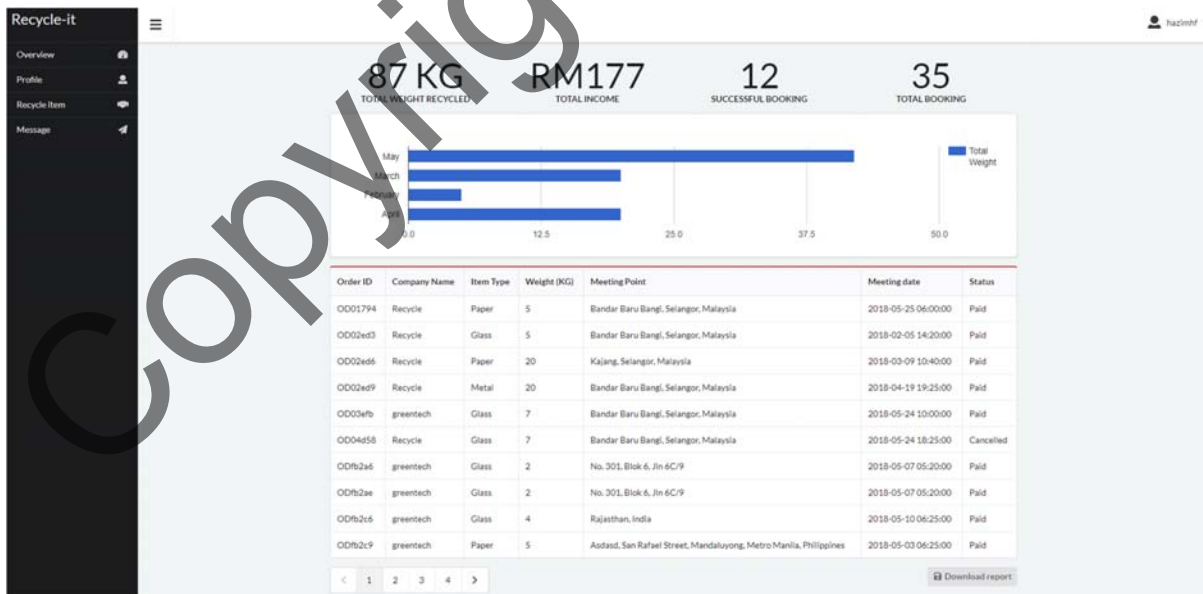 Recycle-it
hazimhf
Overview
Profile
Recycle Item
Message
87 KG
TOTAL WEIGHT RECYCLED
RM177
TOTAL INCOME
12
SUCCESSFUL BOOKING
35
TOTAL BOOKING
May
March
February
April
0.0 12.5 25.0 37.5 50.0
Total
Weight
Order ID Company Name Item Type Weight (KG) Meeting Point Meeting date Status
OD01794 Recycle Paper 5 Bandar Baru Bangi, Selangor, Malaysia 2018-05-25 06:00:00 Paid
OD02ed3 Recycle Glass 5 Bandar Baru Bangi, Selangor, Malaysia 2018-02-05 14:20:00 Paid
OD02ed6 Recycle Paper 20 Kajang, Selangor, Malaysia 2018-03-09 10:40:00 Paid
OD02ed9 Recycle Metal 20 Bandar Baru Bangi, Selangor, Malaysia 2018-04-19 19:25:00 Paid
OD03efb greentech Glass 7 Bandar Baru Bangi, Selangor, Malaysia 2018-05-24 10:00:00 Paid
OD04d58 Recycle Glass 7 Bandar Baru Bangi, Selangor, Malaysia 2018-05-24 18:25:00 Cancelled
ODfb2a6 greentech Glass 2 No. 301, Blok 6, Jln 6C/9 2018-05-07 05:20:00 Paid
ODfb2ae greentech Glass 2 No. 301, Blok 6, Jln 6C/9 2018-05-07 05:20:00 Paid
ODfb2c6 greentech Glass 4 Rajasthan, India 2018-05-10 06:25:00 Paid
ODfb2c9 greentech Paper 5 Asdasd, San Rafael Street, Mandaluyong, Metro Manila, Philippines 2018-05-03 06:25:00 Paid
< 1 2 3 4 >
Download report
Copyrig